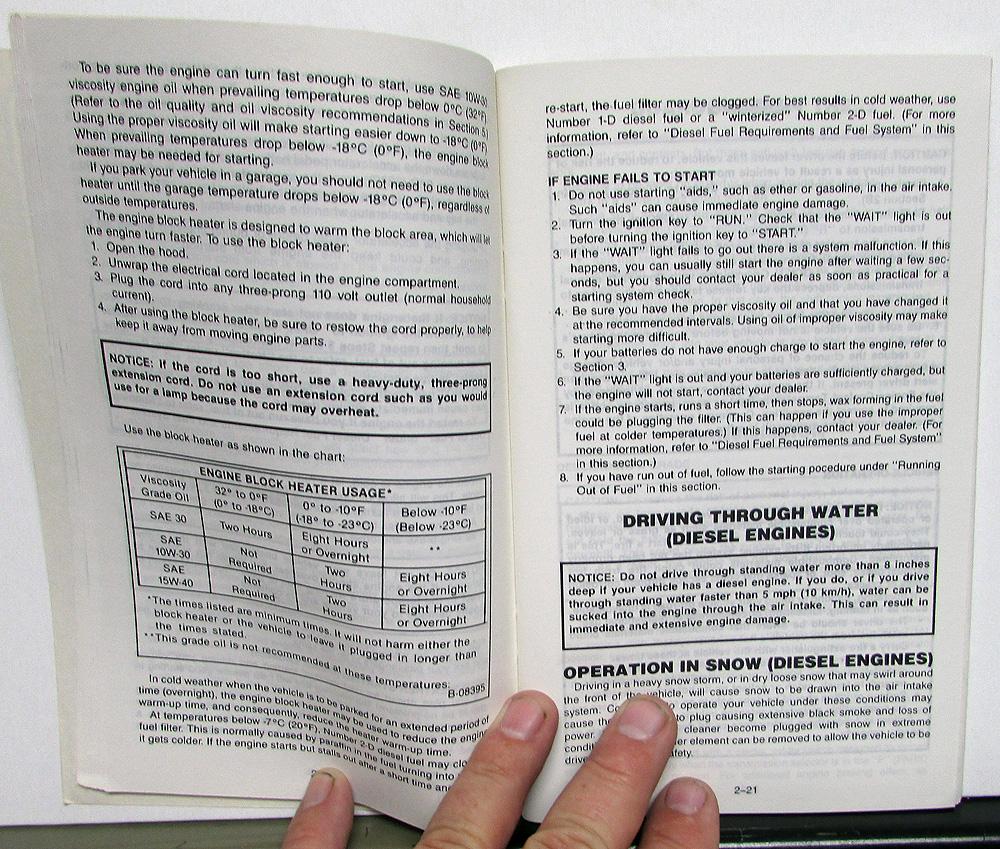 To be sure the engine can turn fast enough to start, use SAE 10W-30
viscosity engine oil when prevailing temperatures drop below 0°C (32°F).
(Refer to the oil quality and oil viscosity recommendations in Section 5)
Using the proper viscosity oil will make starting easier down to -18°C (0°F)
When prevailing temperatures drop below -18°C (0°F), the engine block
heater may be needed for starting.
If you park your vehicle in a garage, you should not need to use the block
heater until the garage temperature drops below -18°C (0°F), regardless of
outside temperatures.
The engine block heater is designed to warm the block area, which will let
the engine turn faster. To use the block heater:
1. Open the hood.
2. Unwrap the electrical cord located in the engine compartment.
3. Plug the cord into any three-prong 110 volt outlet (normal household
current).
4. After using the block heater, be sure to restow the cord properly, to help
keep it away from moving engine parts.
NOTICE: If the cord is too short, use a heavy-duty, three-prong
extension cord. Do not use an extension cord such as you would
use for a lamp because the cord may overheat.
Use the block heater as shown in the chart:
ENGINE BLOCK HEATER USAGE*
Viscosity Grade Oil 32° to 0°F (0° to -18°C) 0° to -10°F (-18° to -23°C) Below -10°F (Below -23°C)
SAE 30 Two Hours Eight Hours or Overnight **
SAE 10W-30 Not Required Two Hours Eight Hours or Overnight
SAE 15W-40 Not Required Two Hours Eight Hours or Overnight
*The times listed are minimum times. It will not harm either the
block heater or the vehicle to leave it plugged in longer than
the times stated.
**This grade oil is not recommended at these temperatures.
B-08395
In cold weather when the vehicle is to be parked for an extended period of
time (overnight), the engine block heater may be used to reduce the engine
warm-up time, and consequently, reduce the heater warm-up time.
At temperatures below -7°C (20°F), Number 2-D diesel fuel may
fuel filter. This is normally caused by paraffin in the fuel turning into
it gets colder. If the engine starts but stalls out after a short time and
re-start, the fuel filter may be clogged. For best results in cold weather, use
Number 1-D diesel fuel or a "winterized" Number 2-D fuel. (For more
information, refer to "Diesel Fuel Requirements and Fuel System" in this
section.)
IF ENGINE FAILS TO START
1. Do not use starting "aids," such as ether or gasoline, in the air intake.
Such "aids" can cause immediate engine damage.
2. Turn the ignition key to "RUN." Check that the "WAIT" light is out
before turning the ignition key to "START."
3. If the "WAIT" light fails to go out there is a system malfunction. If this
happens, you can usually still start the engine after waiting a few sec-
onds, but you should contact your dealer as soon as practical for a
starting system check.
4. Be sure you have the proper viscosity oil and that you have changed it
at the recommended intervals. Using oil of improper viscosity may make
starting more difficult.
5. If your batteries do not have enough charge to start the engine, refer to
Section 3.
6. If the "WAIT" light is out and your batteries are sufficiently charged, but
the engine will not start, contact your dealer.
7. If the engine starts, runs a short time, then stops, wax forming in the fuel
could be plugging the filter. (This can happen if you use the improper
fuel at colder temperatures.) If this happens, contact your dealer. (For
more information, refer to "Diesel Fuel Requirements and Fuel System"
in this section.)
8. If you have run out of fuel, follow the starting pocedure under "Running
Out of Fuel" in this section.
DRIVING THROUGH WATER
(DIESEL ENGINES)
NOTICE: Do not drive through standing water more than 8 inches
deep if your vehicle has a diesel engine. If you do, or if you drive
through standing water faster than 5 mph (10 km/h), water can be
sucked into the engine through the air intake. This can result in
immediate and extensive engine damage.
OPERATION IN SNOW (DIESEL ENGINES)
Driving in a heavy snow storm, or in dry loose snow that may swirl around
the front of the vehicle, will cause snow to be drawn into the air intake
system. to operate your vehicle under these conditions may
cause the to plug causing extensive black smoke and loss of
power. cleaner become plugged with snow in extreme
element can be removed to allow the vehicle to be
2-21